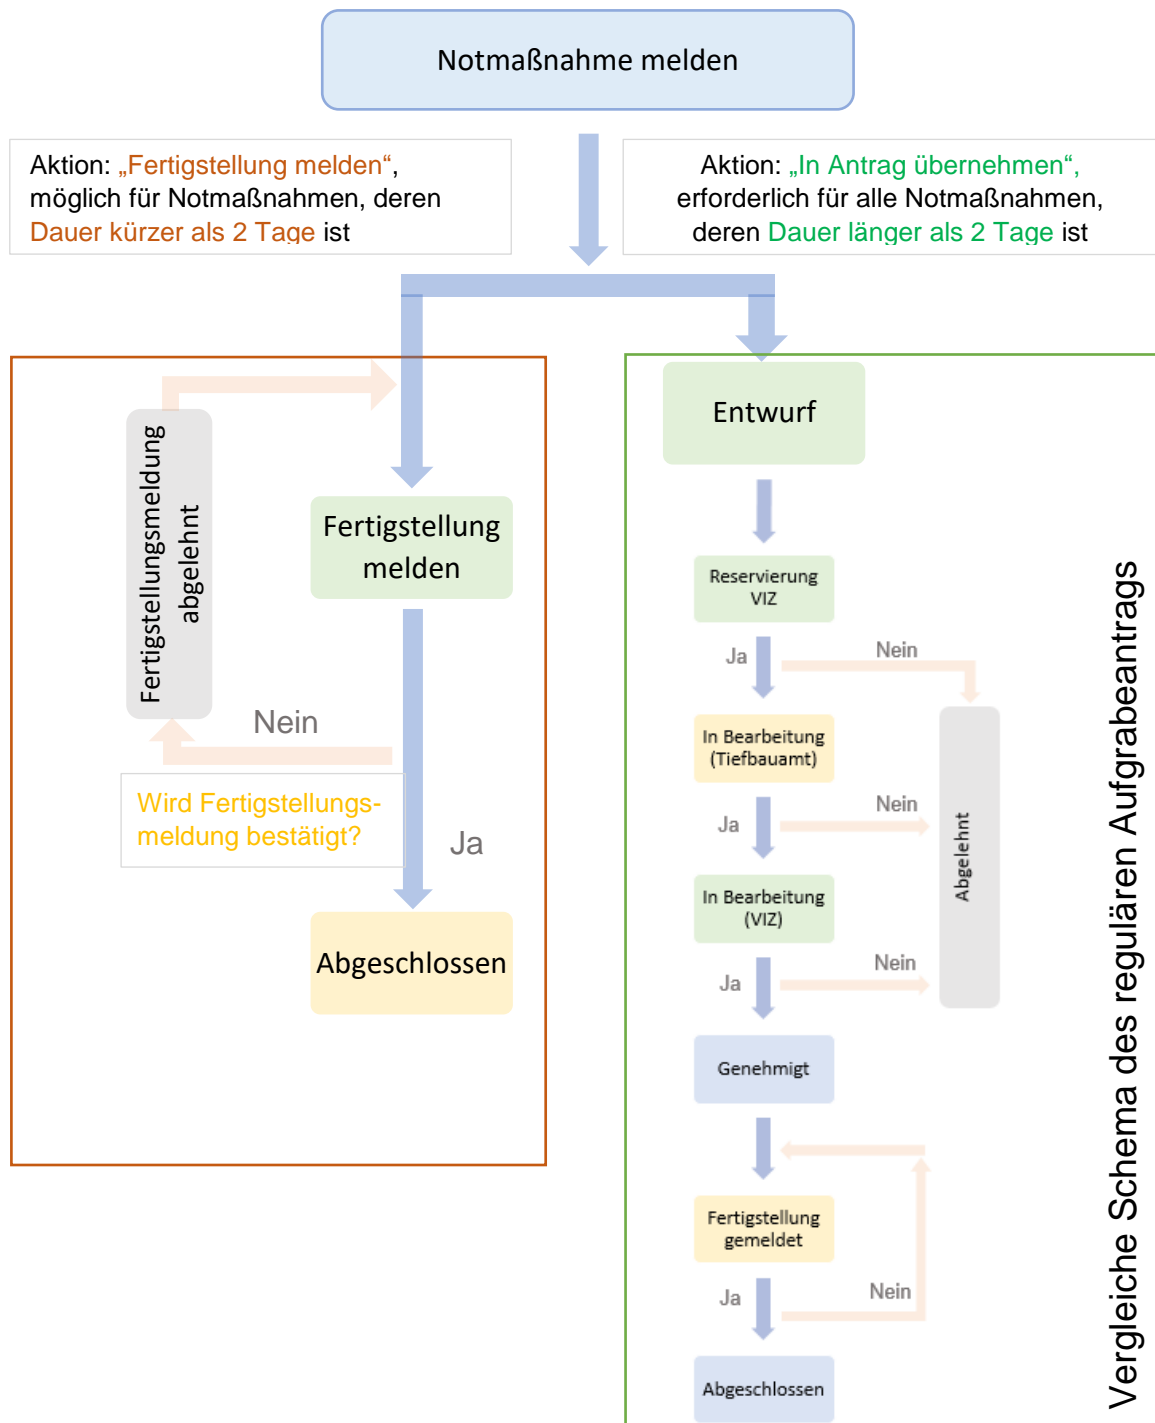 Notmaßnahme melden
Aktion: „Fertigstellung melden“,
möglich für Notmaßnahmen, deren
Dauer kürzer als 2 Tage ist
Aktion: „In Antrag übernehmen“,
erforderlich für alle Notmaßnahmen,
deren Dauer länger als 2 Tage ist
Fertigstellungsmeldung
abgelehnt
Fertigstellung
melden
Nein
Wird Fertigstellungs-
meldung bestätigt?
Ja
Abgeschlossen
Entwurf
Reservierung
VIZ
Ja
Nein
In Bearbeitung
(Tiefbauamt)
Ja
Nein
In Bearbeitung
(VIZ)
Ja
Nein
Abgelehnt
Genehmigt
Fertigstellung
gemeldet
Ja
Nein
Abgeschlossen
Vergleiche Schema des regulären Aufgrabeantrags